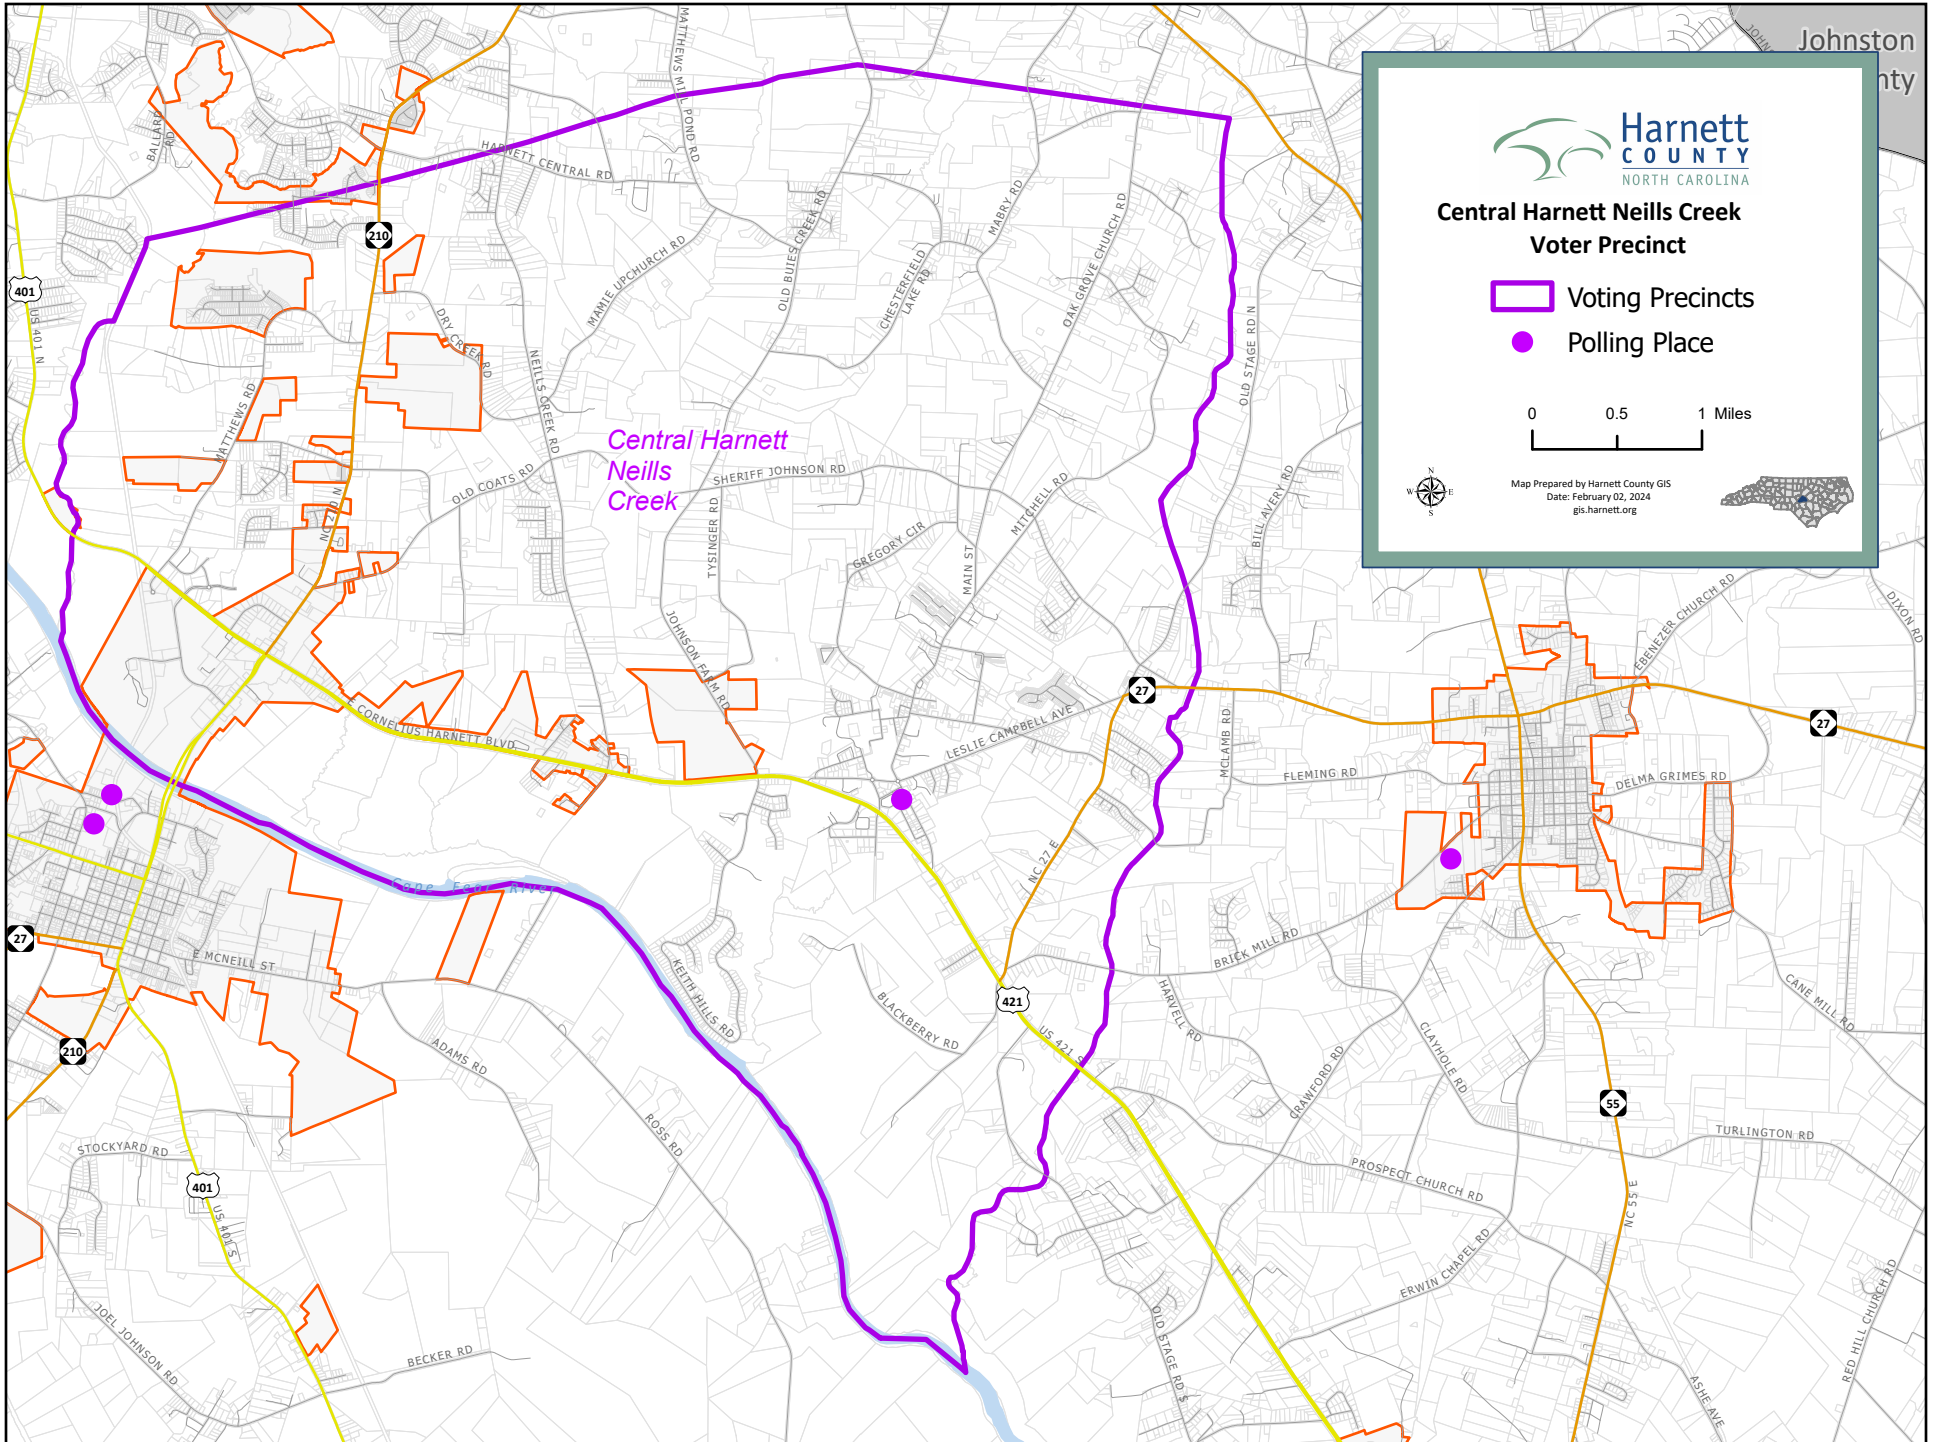 Johnston
nty
Harnett
COUNTY
NORTH CAROLINA
Central Harnett Neills Creek
Voter Precinct
Voting Precincts
Polling Place
0 0.5 1 Miles
N
W E
S
Map Prepared by Harnett County GIS
Date: February 02, 2024
gis.harnett.org
MATTHEWS MILL POND RD
BALLARD
RD
HARNETT CENTRAL RD
210
401
US 401 N
MAMIE UPCHURCH RD
OLD BUIES CREEK RD
MABRY RD
CHESTERFIELD
LAKE RD
OAK GROVE CHURCH RD
OLD STAGE RD N
DRY CREEK RD
NEILLS CREEK RD
MATTHEWS RD
Central Harnett
Neills
Creek
SHERIFF JOHNSON RD
OLD COATS RD
NC 210 N
TYSINGER RD
MITCHELL RD
BILL AVERY RD
GREGORY CIR
MAIN ST
JOHNSON FARM RD
EBENEZER CHURCH RD
DIXON RD
E CORNELIUS HARNETT BLVD
LESLIE CAMPBELL AVE
27
27
MCLAMB RD
FLEMING RD
DELMA GRIMES RD
NC 27 E
Cape Fear River
27
E MCNEILL ST
KEITH HILLS RD
BRICK MILL RD
BLACKBERRY RD
421
US 421 S
HARVELL RD
CANE MILL RD
210
ADAMS RD
CLAYHOLE RD
CRAWFORD RD
55
ROSS RD
STOCKYARD RD
TURLINGTON RD
401
US 401 S
PROSPECT CHURCH RD
NC 55 E
ERWIN CHAPEL RD
RED HILL CHURCH RD
JOEL JOHNSON RD
BECKER RD
OLD STAGE RD S
ASHE AVE